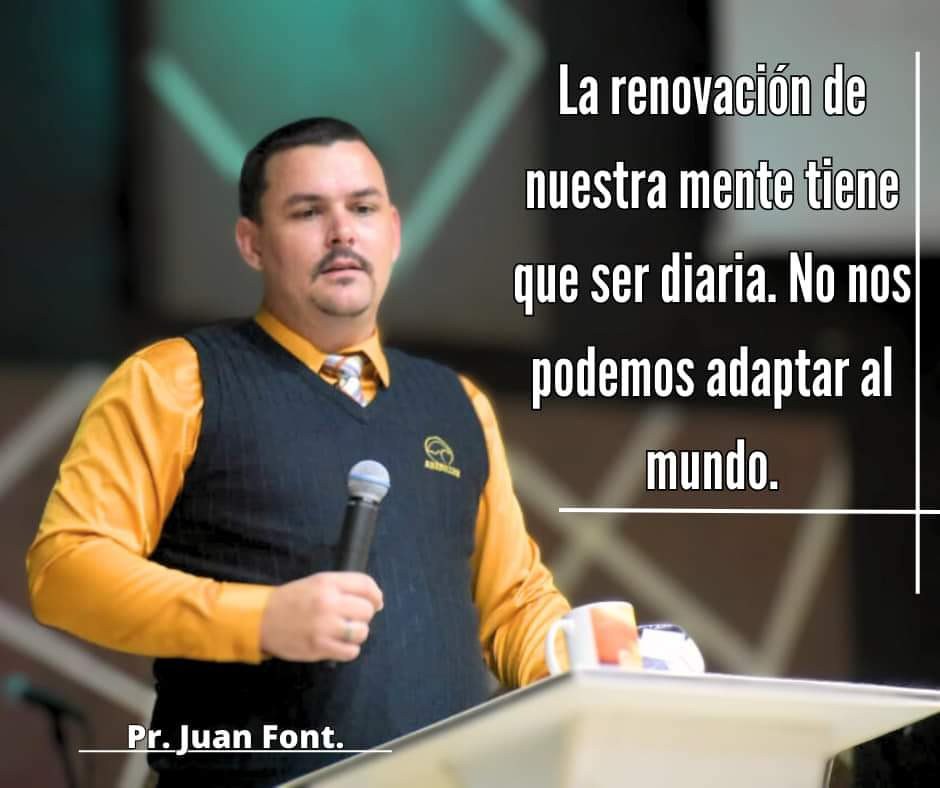 La renovación de
nuestra mente tiene
que ser diaria. No nos
podemos adaptar al
mundo.
Pr. Juan Font.